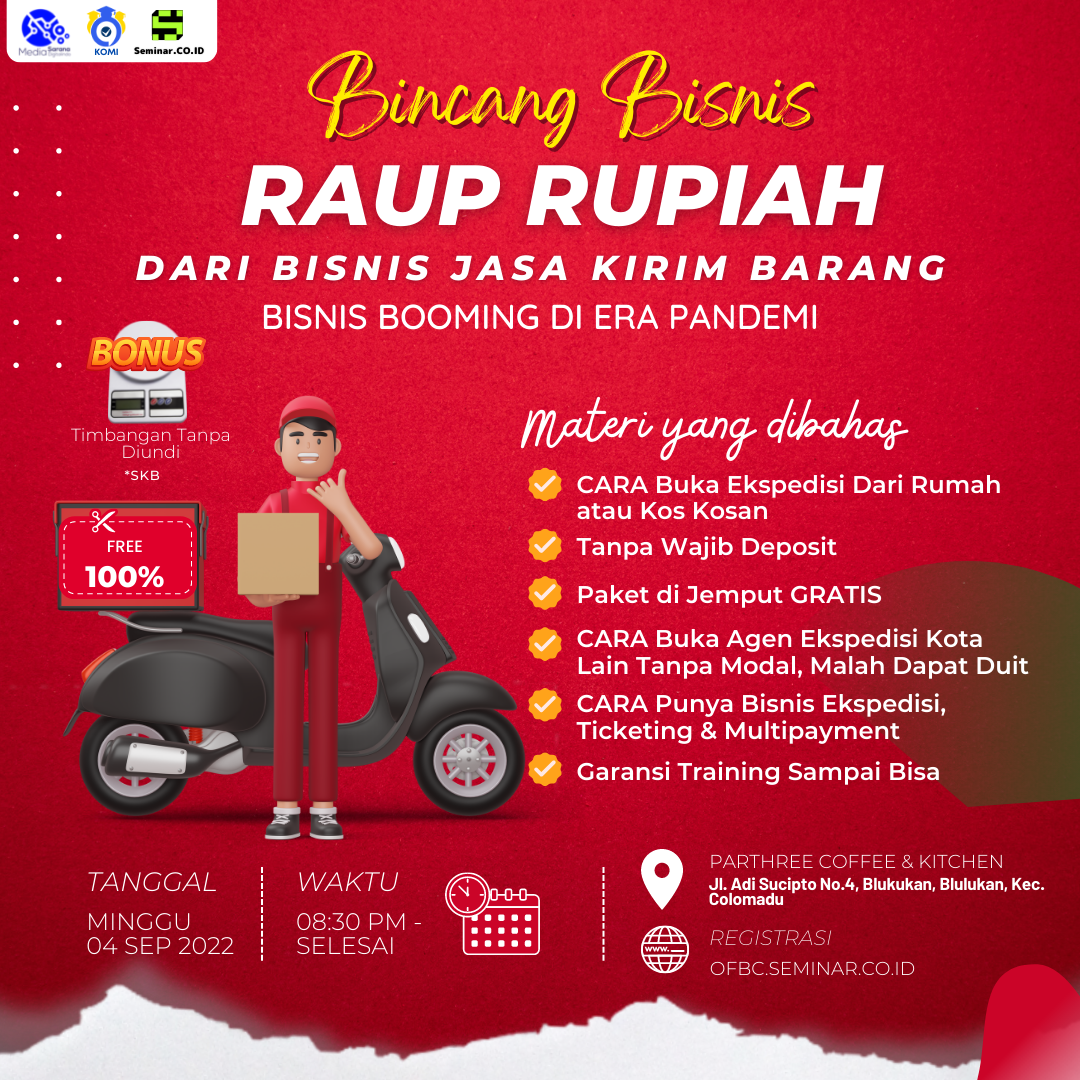 Media Sarana
KOMI
Seminar.CO.ID
Bincang Bisnis
RAUP RUPIAH
DARI BISNIS JASA KIRIM BARANG
BISNIS BOOMING DI ERA PANDEMI
BONUS
Timbangan Tanpa
Diundi
*SKB
FREE
100%
Materi yang dibahas
CARA Buka Ekspedisi Dari Rumah
atau Kos Kosan
Tanpa Wajib Deposit
Paket di Jemput GRATIS
CARA Buka Agen Ekspedisi Kota
Lain Tanpa Modal, Malah Dapat Duit
CARA Punya Bisnis Ekspedisi,
Ticketing & Multipayment
Garansi Training Sampai Bisa
TANGGAL
MINGGU
04 SEP 2022
WAKTU
08:30 PM -
SELESAI
PARTHREE COFFEE & KITCHEN
Jl. Adi Sucipto No.4, Blukukan, Blulukan, Kec.
Colomadu
www.
REGISTRASI
OFBC.SEMINAR.CO.ID